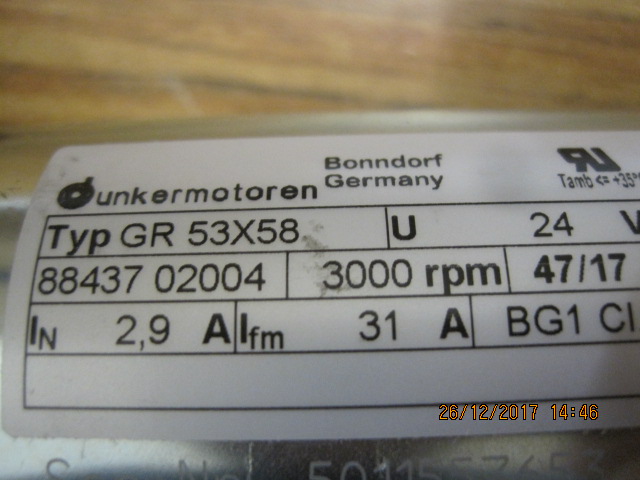 Dunkermotoren Bonndorf Germany
Tamb <= +35°
Typ GR 53X58 U 24 V
88437 02004 3000 rpm 47/17
IN 2,9 A Ifm 31 A BG1 Cl
26/12/2017 14:46